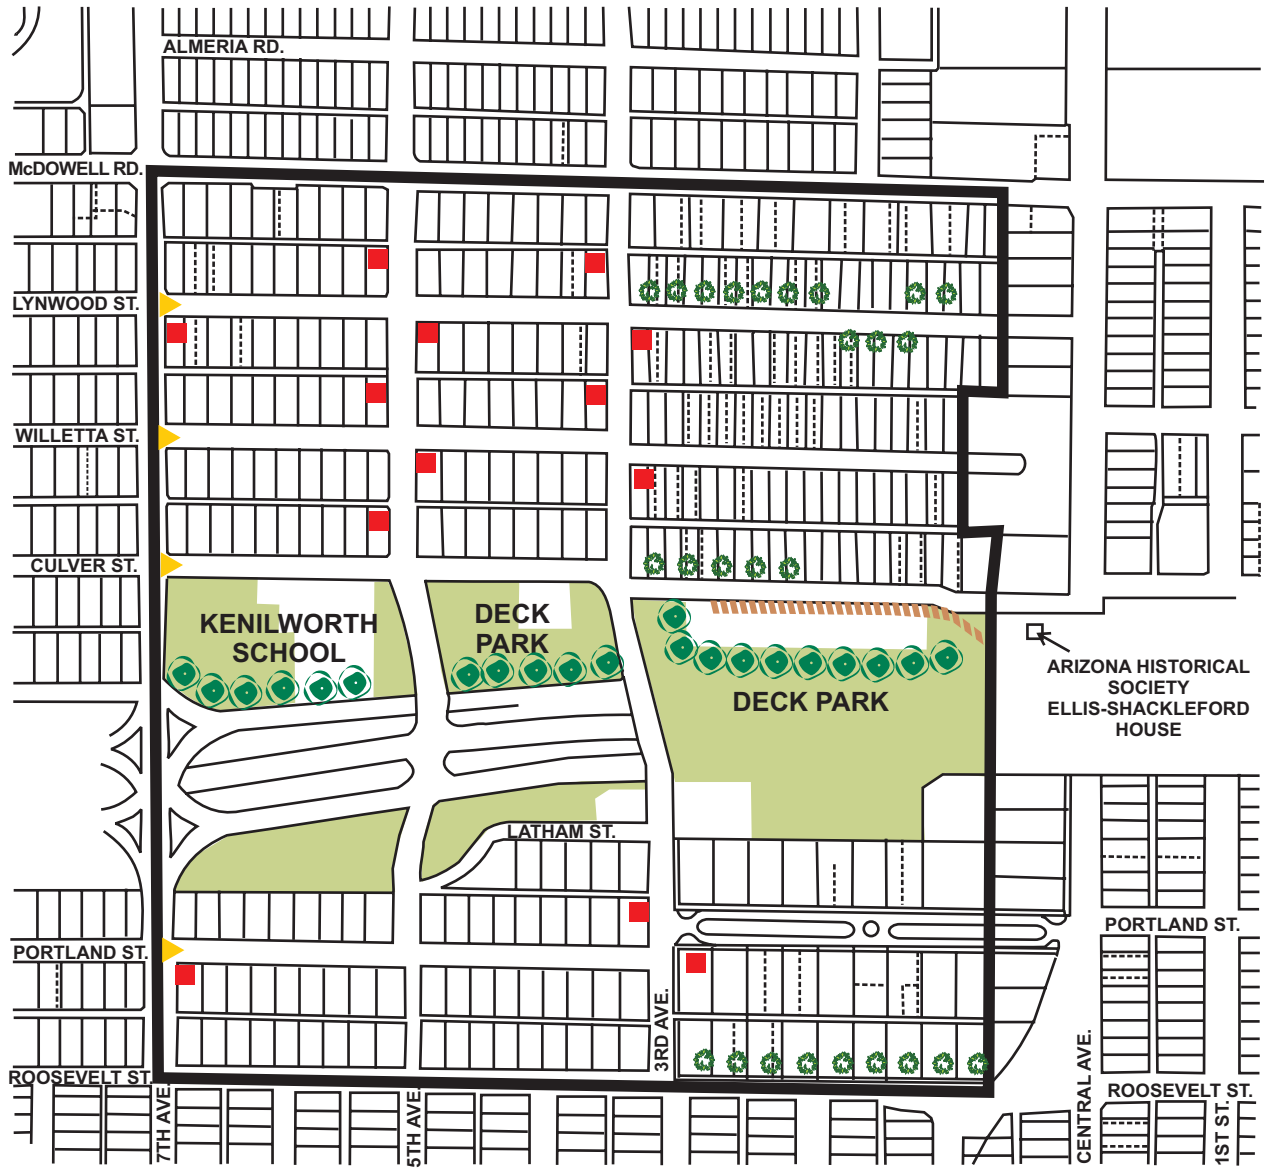 ALMERIA RD.
McDOWELL RD.
LYNWOOD ST.
WILLETTA ST.
CULVER ST.
KENILWORTH
SCHOOL
DECK
PARK
DECK PARK
ARIZONA HISTORICAL
SOCIETY
ELLIS-SHACKLEFORD
HOUSE
LATHAM ST.
PORTLAND ST.
PORTLAND ST.
3RD AVE.
ROOSEVELT ST.
ROOSEVELT ST.
7TH AVE.
5TH AVE.
CENTRAL AVE.
1ST ST.